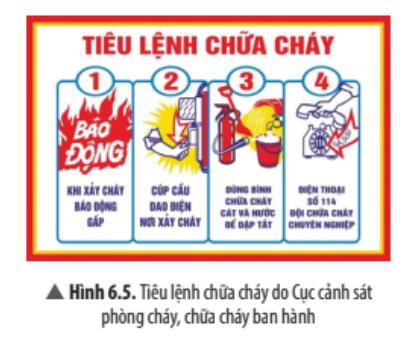 TIÊU LỆNH CHỮA CHÁY
1
BÁO
ĐỘNG
KHI XẢY CHÁY
BÁO ĐỘNG
GẤP
2
CÚP CẦU
DAO ĐIỆN
NƠI XẢY CHÁY
3
DÙNG BÌNH
CHỮA CHÁY
CÁT VÀ NƯỚC
ĐỂ DẬP TẮT
4
ĐIỆN THOẠI
SỐ 114
ĐỘI CHỮA CHÁY
CHUYÊN NGHIỆP
▲ Hình 6.5. Tiêu lệnh chữa cháy do Cục cảnh sát
phòng cháy, chữa cháy ban hành